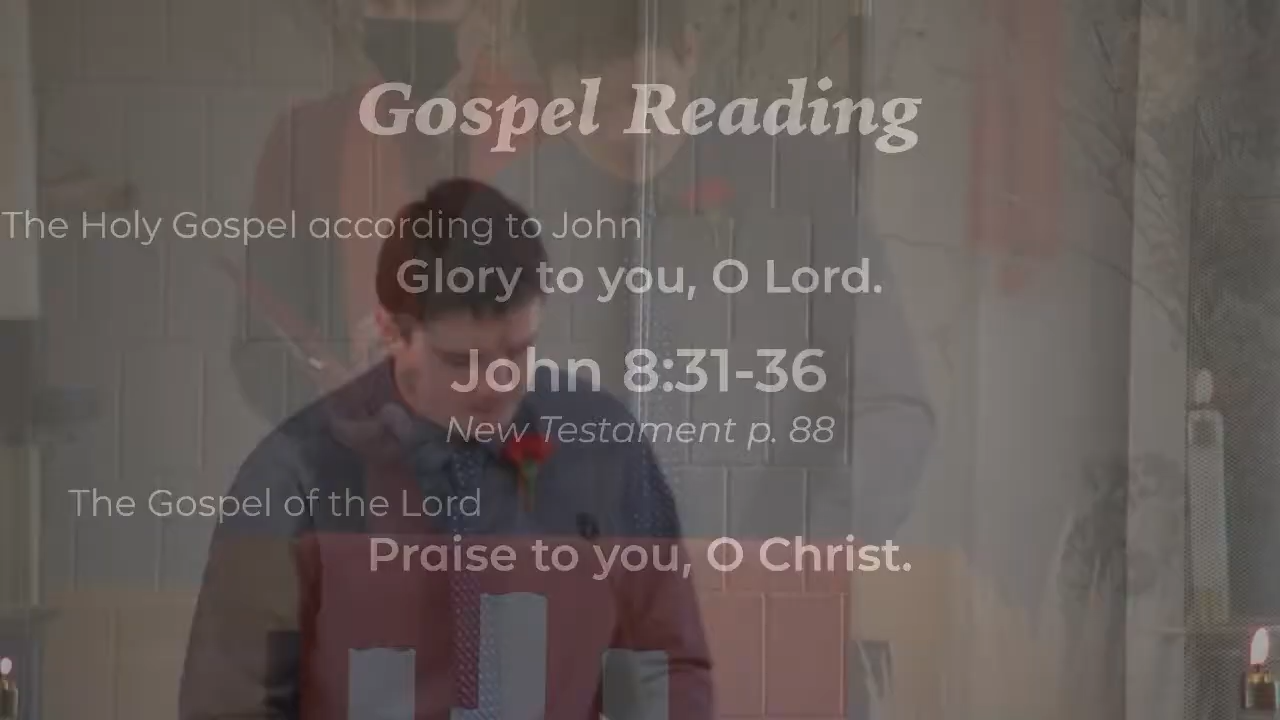 Gospel Reading
The Holy Gospel according to John
Glory to you, O Lord.
John 8:31-36
New Testament p. 88
The Gospel of the Lord
Praise to you, O Christ.